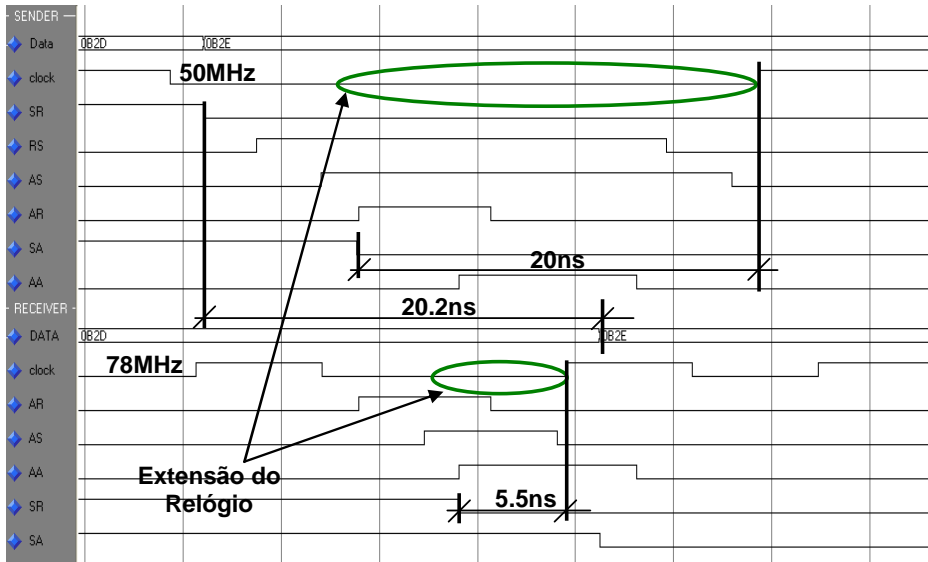 SENDER
Data 0B2D 0B2E
clock 50MHz
SR
RS
AS
AR
SA
20ns
AA
20.2ns
RECEIVER
DATA 0B2D 0B2E
clock 78MHz
AR
AS
AA
Extensão do
Relógio
SR 5.5ns
SA